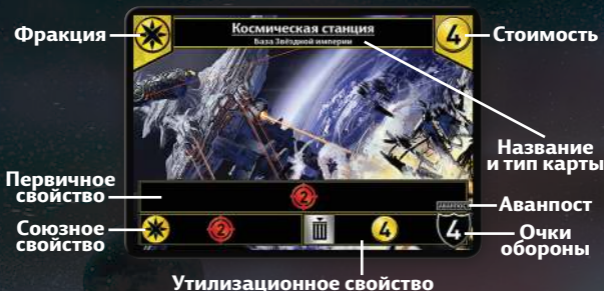 Фракция
Космическая станция
База Звёздной империи
4
Стоимость
Название
и тип карты
Первичное
свойство
2
АВАНПОСТ
Аванпост
Союзное
свойство
2
4
4
Очки
обороны
Утилизационное свойство